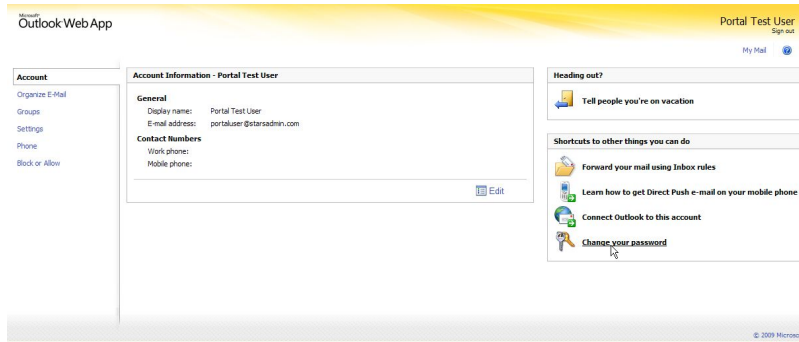 Microsoft
Outlook Web App
Portal Test User
Sign out
My Mail
Account
Organize E-Mail
Groups
Settings
Phone
Block or Allow
Account Information - Portal Test User
General
Display name: Portal Test User
E-mail address: portaluser@starsadmin.com
Contact Numbers
Work phone:
Mobile phone:
Edit
Heading out?
Tell people you're on vacation
Shortcuts to other things you can do
Forward your mail using Inbox rules
Learn how to get Direct Push e-mail on your mobile phone
Connect Outlook to this account
Change your password
© 2009 Microsc